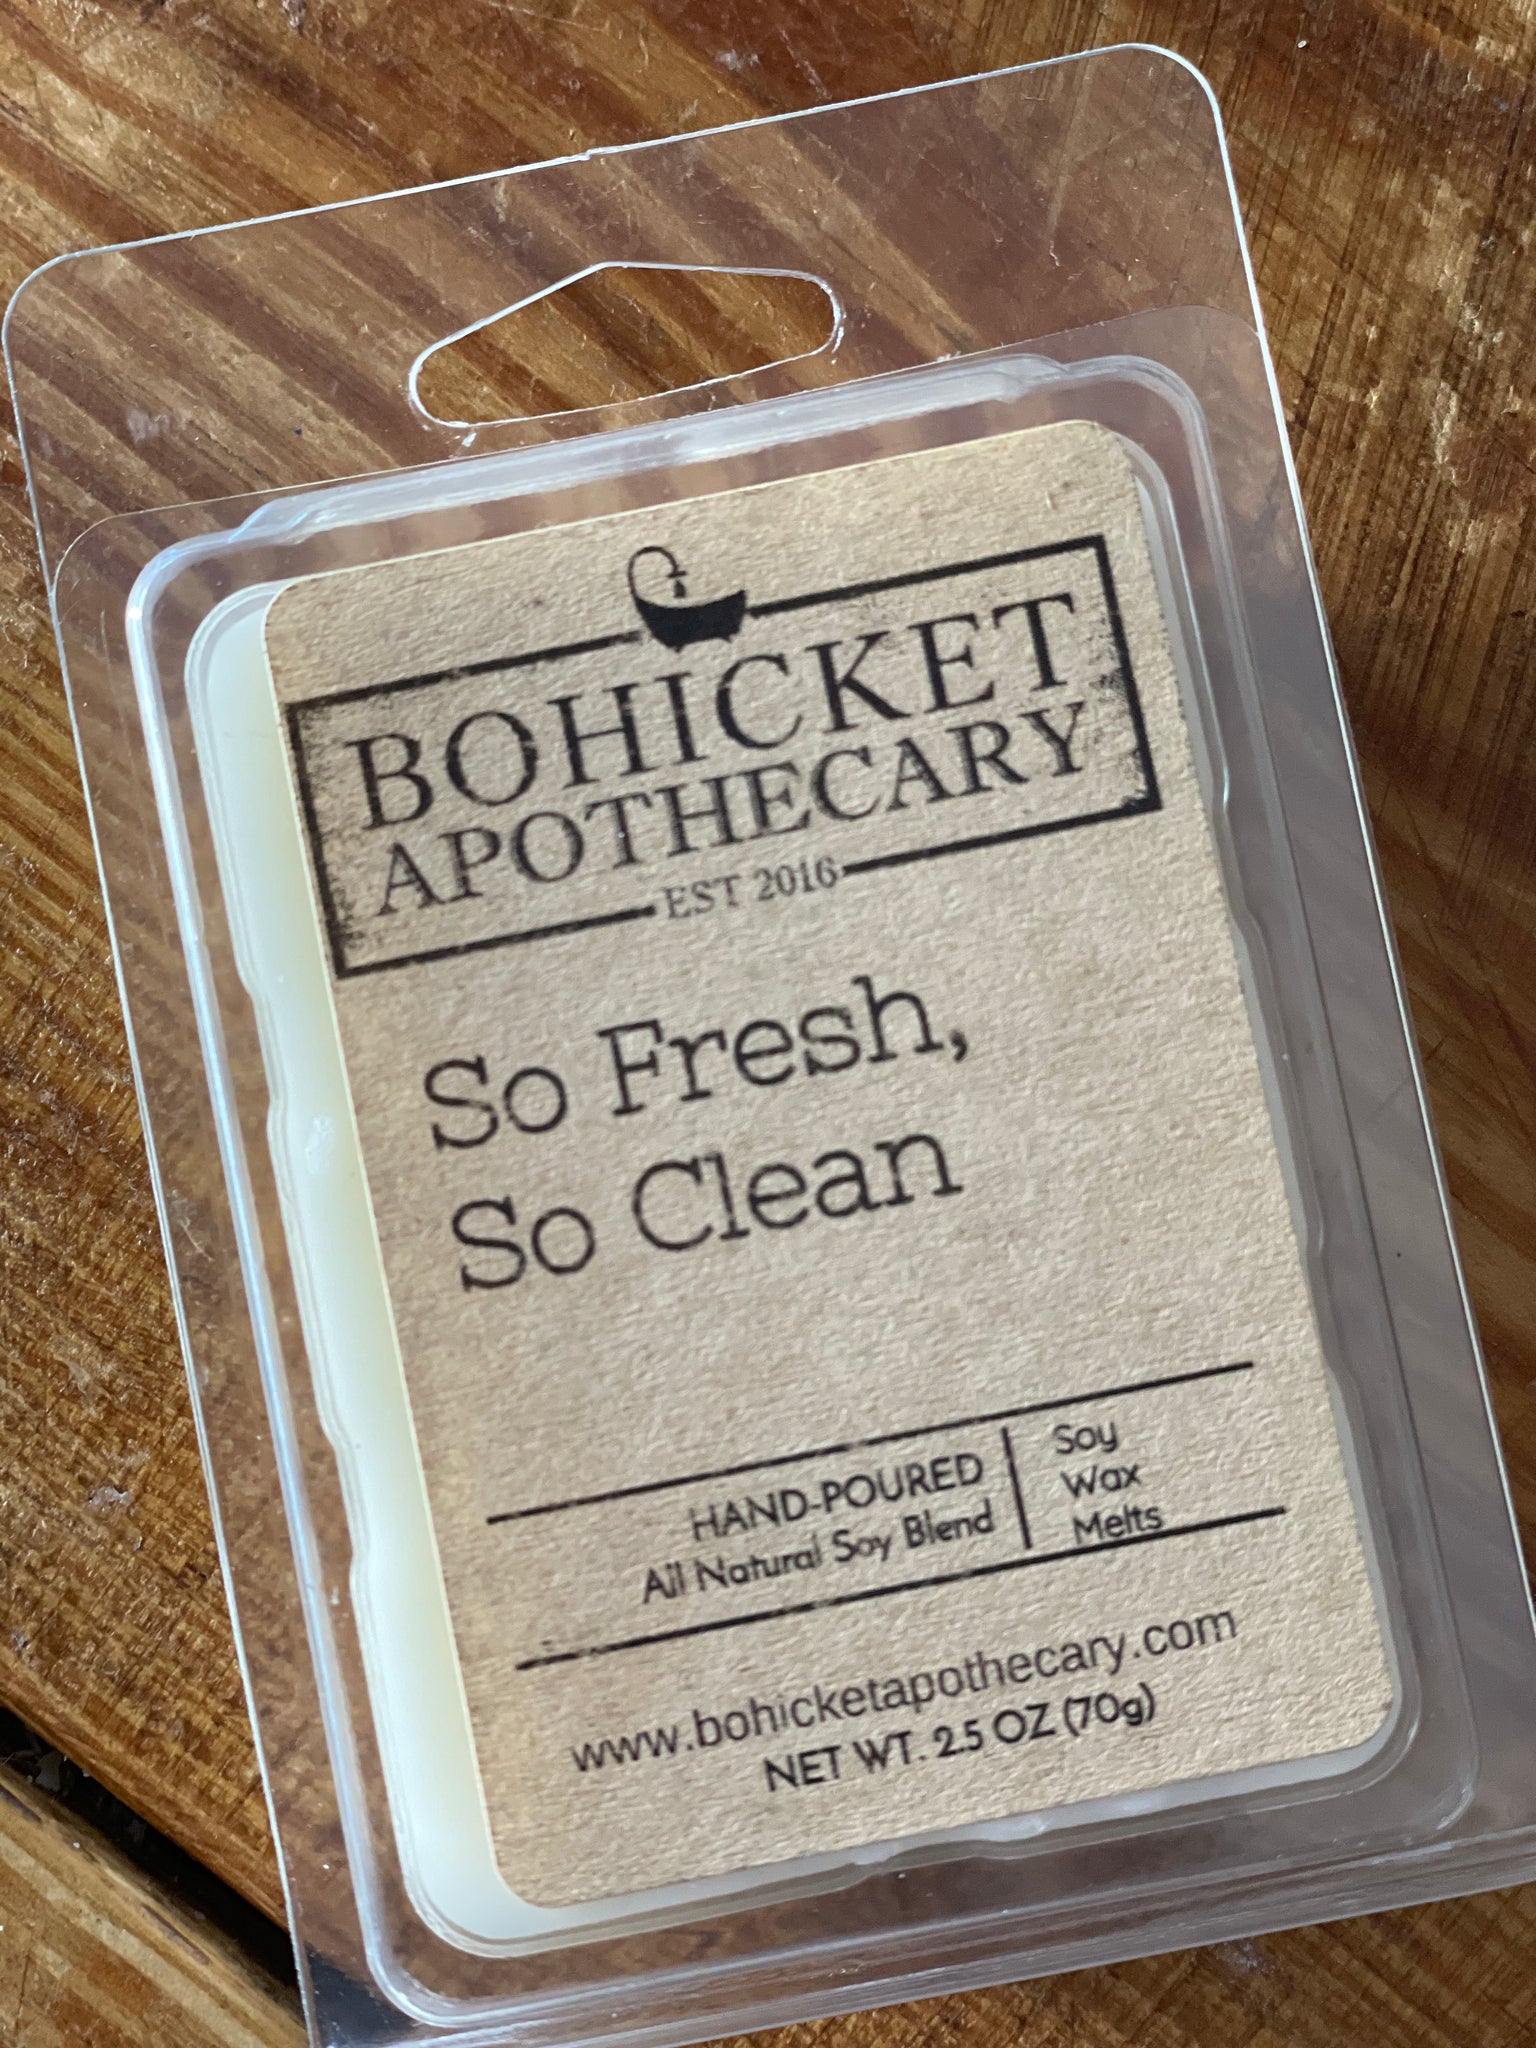 BOHICKET
APOTHECARY
EST 2016
So Fresh,
So Clean
HAND-POURED
All Natural Soy Blend
Soy
Wax
Melts
www.bohicketapothecary.com
NET WT. 2.5 OZ (70g)